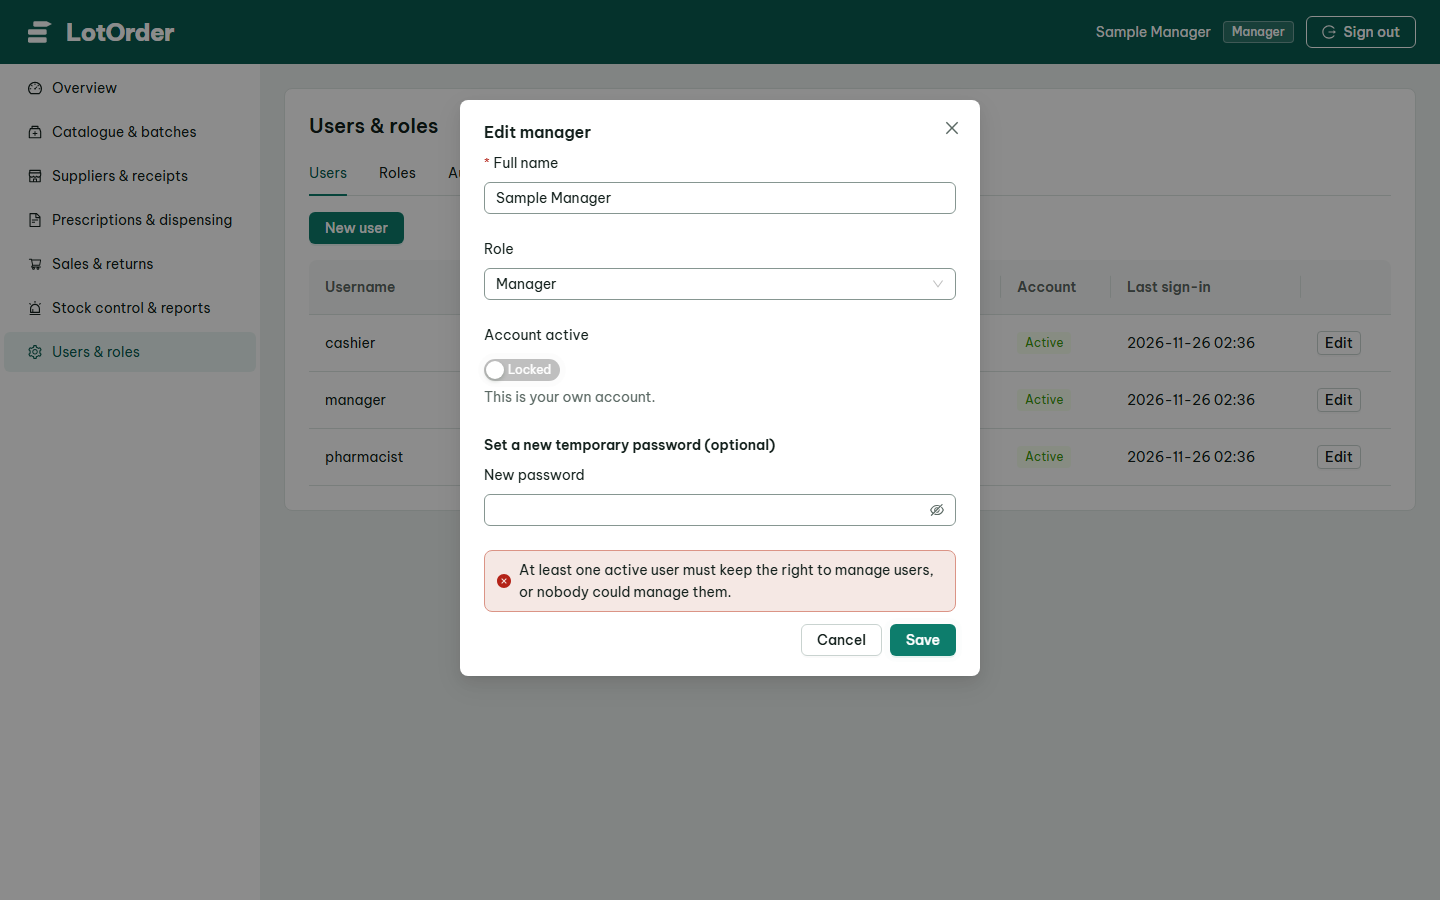 LotOrder
Sample Manager
Manager
Sign out
Overview
Catalogue & batches
Suppliers & receipts
Prescriptions & dispensing
Sales & returns
Stock control & reports
Users & roles
Users & roles
Users
Roles
New user
Username
Account
Last sign-in
cashier
Active
2026-11-26 02:36
Edit
manager
Active
2026-11-26 02:36
Edit
pharmacist
Active
2026-11-26 02:36
Edit
Edit manager
* Full name
Sample Manager
Role
Manager
Account active
Locked
This is your own account.
Set a new temporary password (optional)
New password
At least one active user must keep the right to manage users,
or nobody could manage them.
Cancel
Save